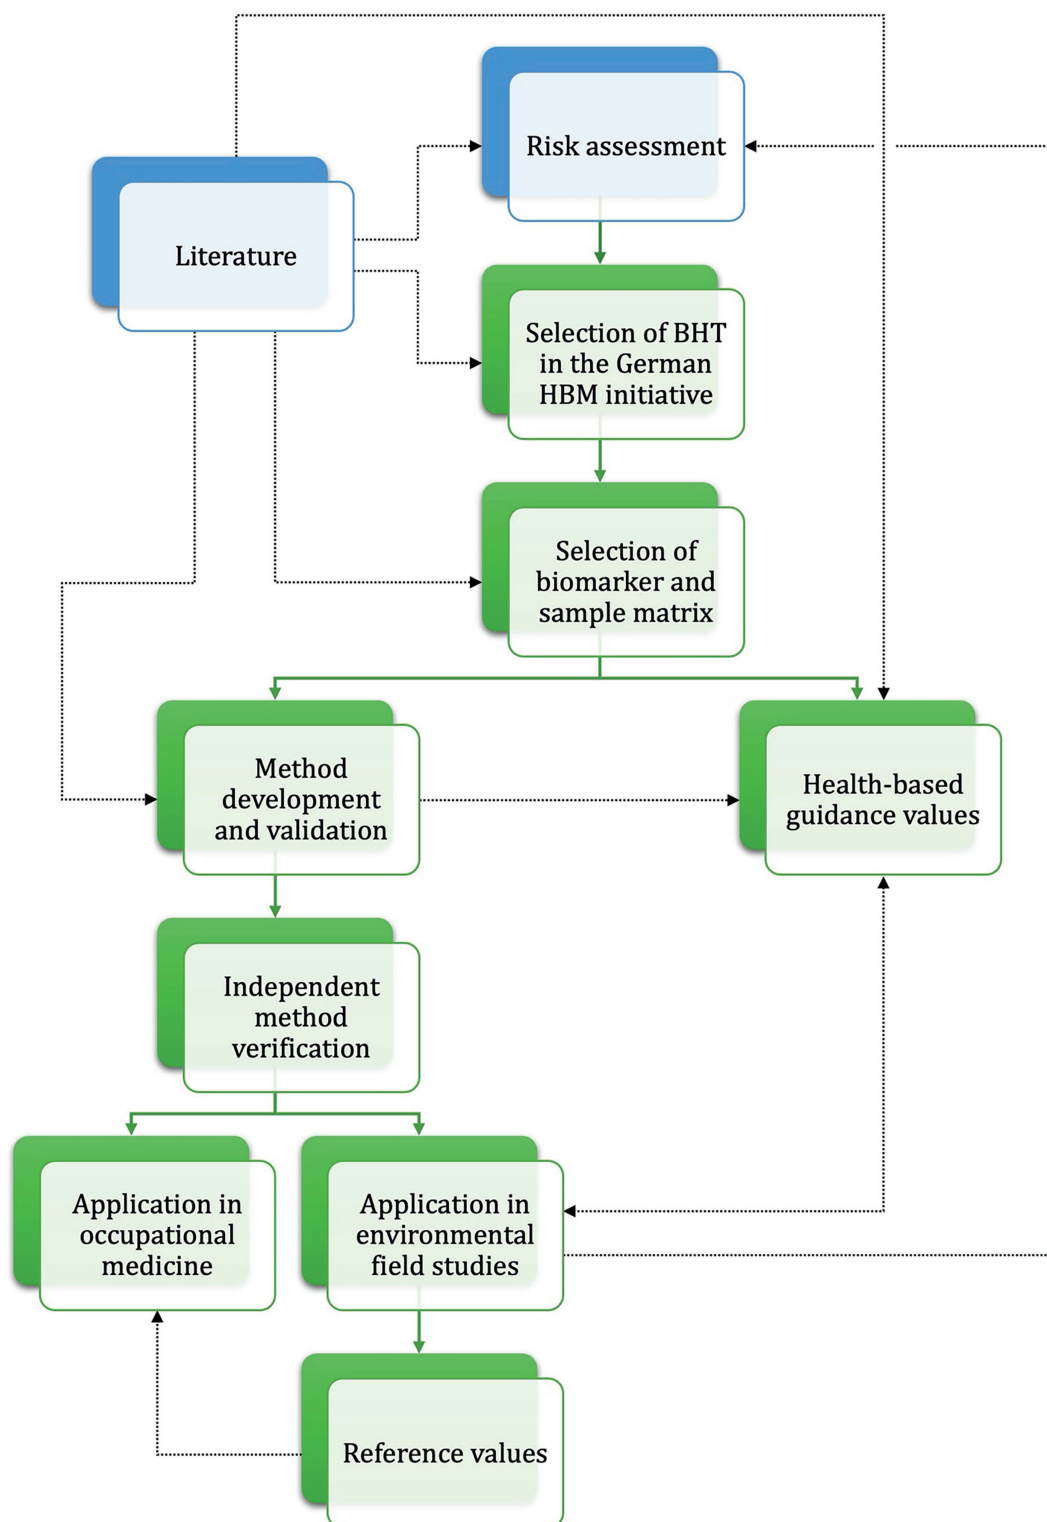 Risk assessment
Literature
Selection of BHT
in the German
HBM initiative
Selection of
biomarker and
sample matrix
Method
development
and validation
Health-based
guidance values
Independent
method
verification
Application in
occupational
medicine
Application in
environmental
field studies
Reference values